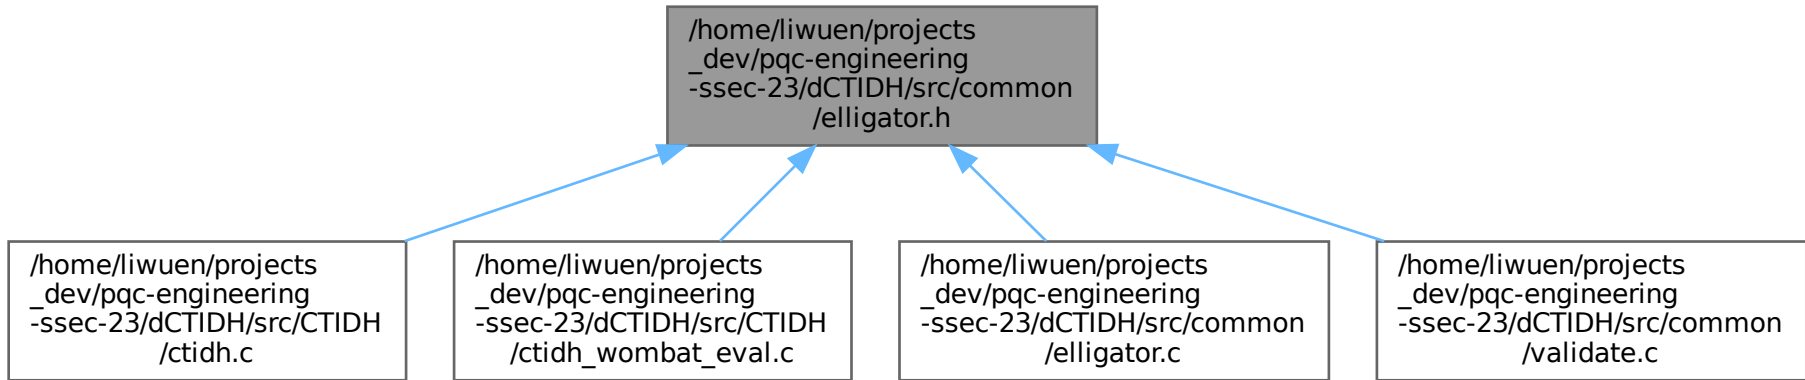 /home/liwuen/projects
_dev/pqc-engineering
-ssec-23/dCTIDH/src/common
/elligator.h
/home/liwuen/projects
_dev/pqc-engineering
-ssec-23/dCTIDH/src/CTIDH
/ctidh.c
/home/liwuen/projects
_dev/pqc-engineering
-ssec-23/dCTIDH/src/CTIDH
/ctidh_wombat_eval.c
/home/liwuen/projects
_dev/pqc-engineering
-ssec-23/dCTIDH/src/common
/elligator.c
/home/liwuen/projects
_dev/pqc-engineering
-ssec-23/dCTIDH/src/common
/validate.c